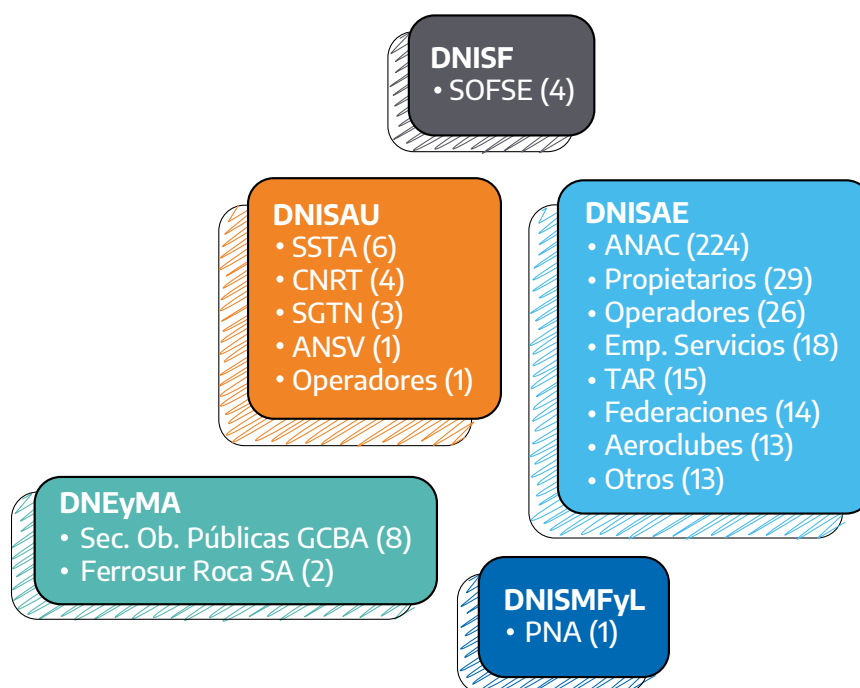 DNISF
• SOFSE (4)
DNISAU
• SSTA (6)
• CNRT (4)
• SGTN (3)
• ANSV (1)
• Operadores (1)
DNISAE
• ANAC (224)
• Propietarios (29)
• Operadores (26)
• Emp. Servicios (18)
• TAR (15)
• Federaciones (14)
• Aeroclubes (13)
• Otros (13)
DNEyMA
• Sec. Ob. Públicas GCBA (8)
• Ferrosur Roca SA (2)
DNISMFyL
• PNA (1)